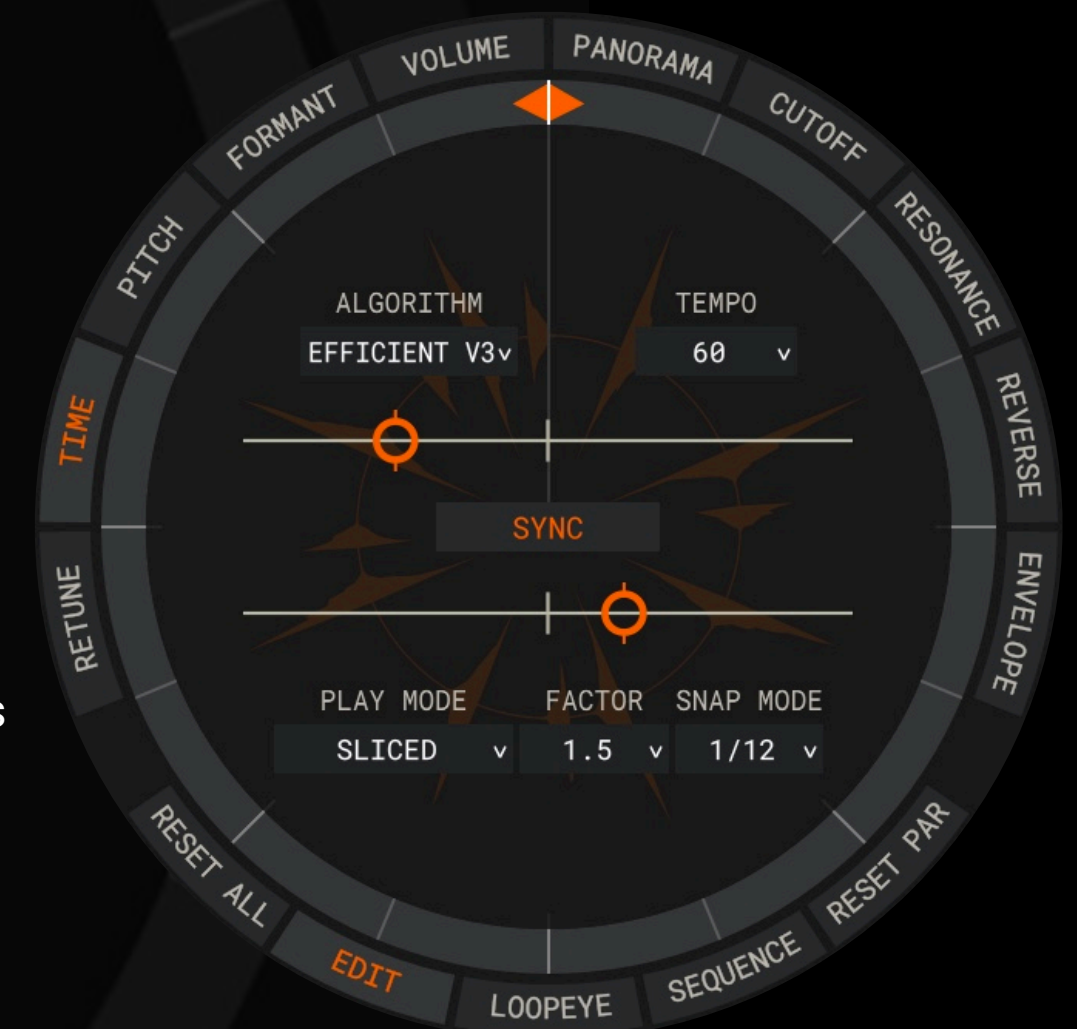 VOLUME
PANORAMA
CUTOFF
RESONANCE
REVERSE
ENVELOPE
RESET PAR
SEQUENCE
LOOPEYE
EDIT
RESET ALL
RETUNE
TIME
PITCH
FORMANT
ALGORITHM TEMPO
EFFICIENT V3 60
SYNC
PLAY MODE FACTOR SNAP MODE
SLICED 1.5 1/12
s